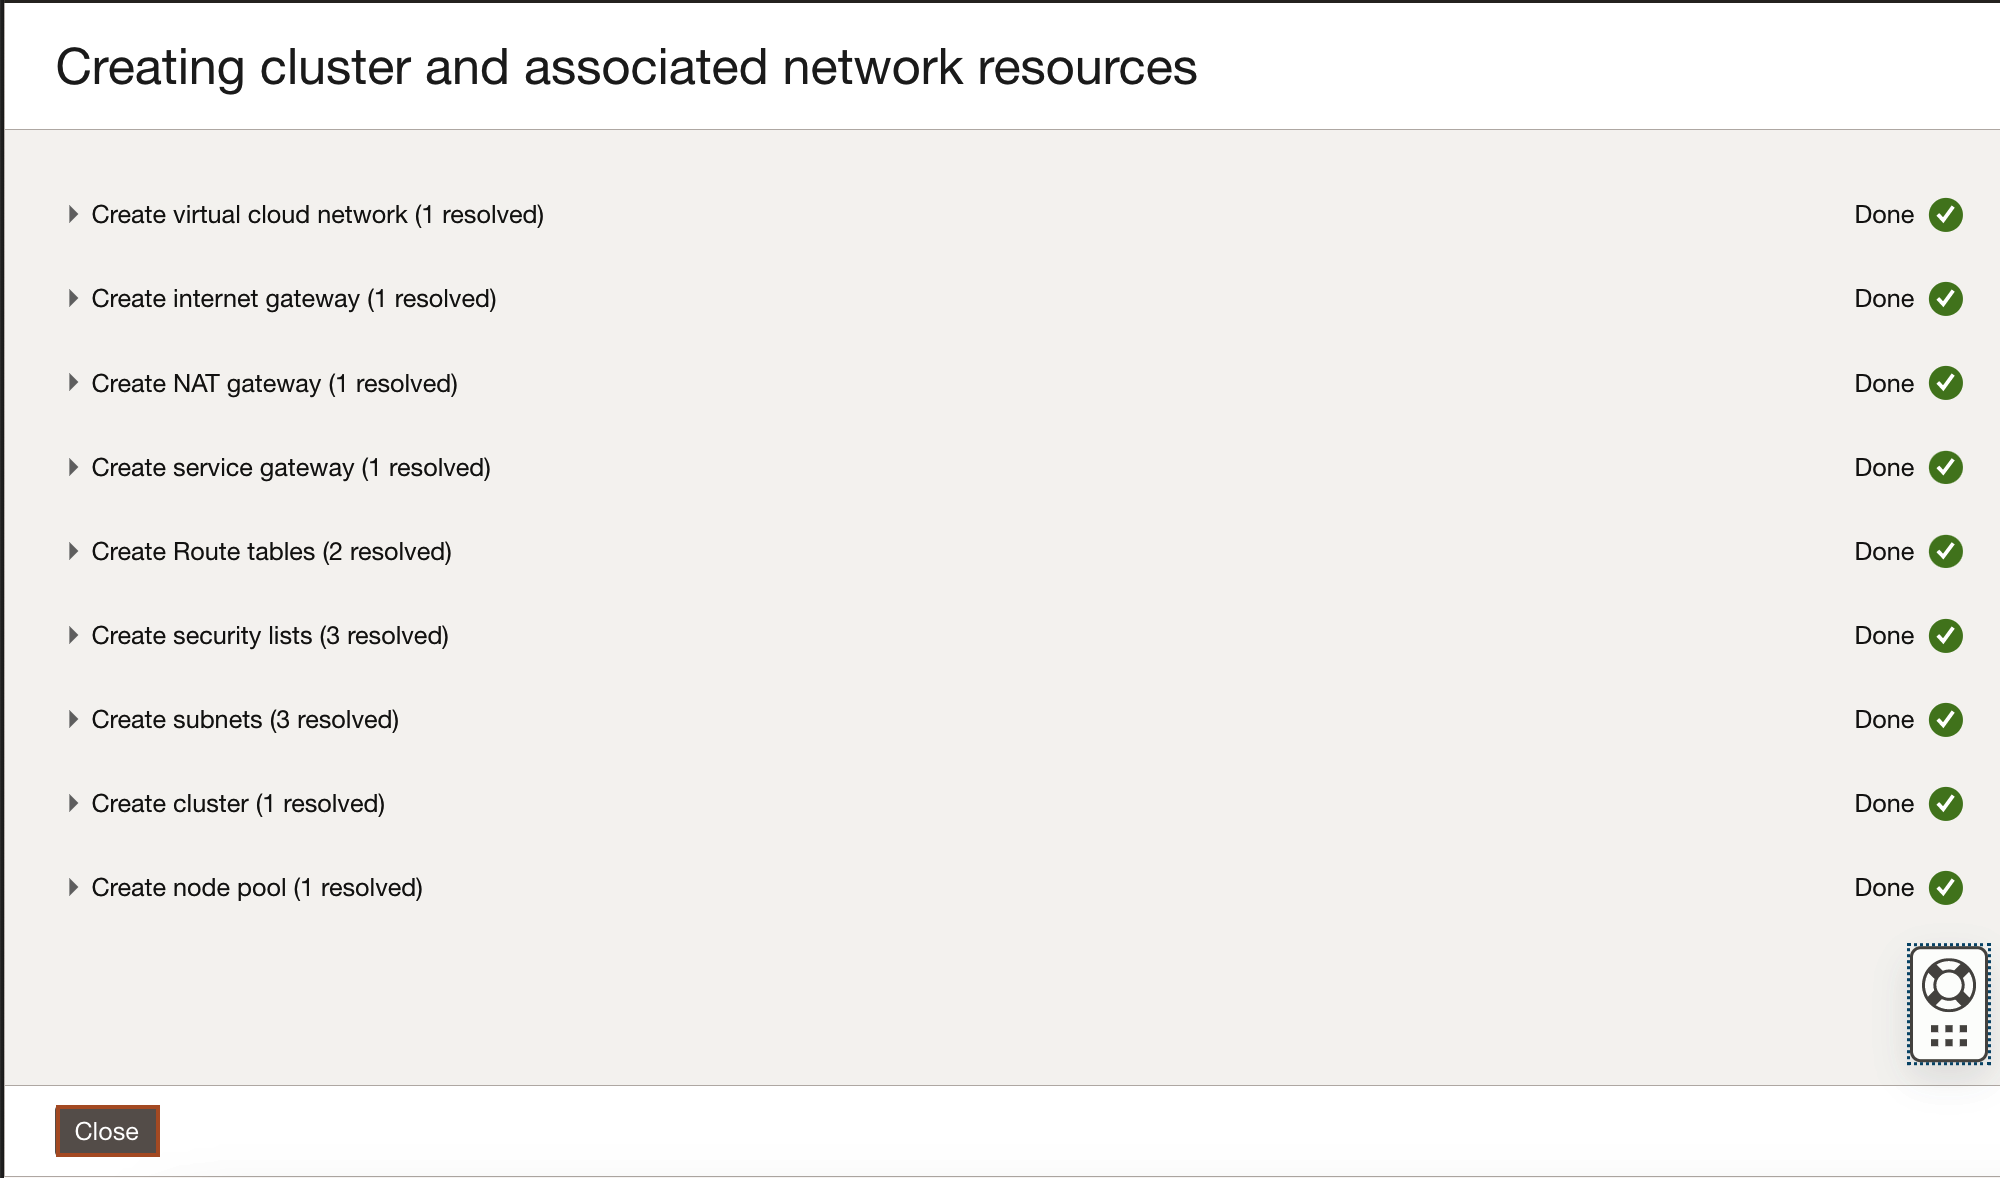 Creating cluster and associated network resources
Create virtual cloud network (1 resolved) Done
Create internet gateway (1 resolved) Done
Create NAT gateway (1 resolved) Done
Create service gateway (1 resolved) Done
Create Route tables (2 resolved) Done
Create security lists (3 resolved) Done
Create subnets (3 resolved) Done
Create cluster (1 resolved) Done
Create node pool (1 resolved) Done
Close